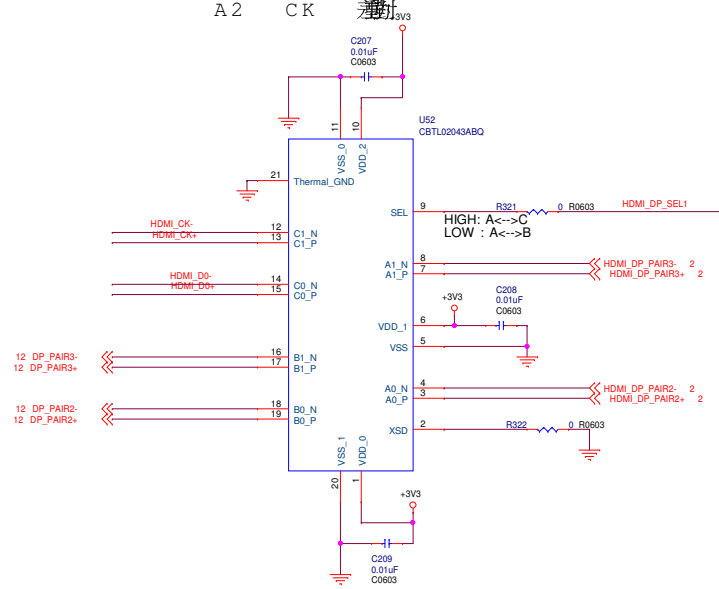 A2 CK
+3V3
C207
0.01uF
C0603
U52
CBTL02043ABQ
11
10
VSS_0
VDD_2
21
Thermal_GND
SEL
9
R321
0
R0603
HDMI_DP_SEL1
HIGH: A<-->C
LOW : A<-->B
HDMI_CK-
12
C1_N
HDMI_CK+
13
C1_P
A1_N
8
HDMI_DP_PAIR3- 2
A1_P
7
HDMI_DP_PAIR3+ 2
HDMI_D0-
14
C0_N
HDMI_D0+
15
C0_P
C208
0.01uF
C0603
+3V3
VDD_1
6
VSS
5
12 DP_PAIR3-
16
B1_N
12 DP_PAIR3+
17
B1_P
A0_N
4
HDMI_DP_PAIR2- 2
A0_P
3
HDMI_DP_PAIR2+ 2
12 DP_PAIR2-
18
B0_N
12 DP_PAIR2+
19
B0_P
XSD
2
R322
0
R0603
VSS_1
VDD_0
20
1
+3V3
C209
0.01uF
C0603